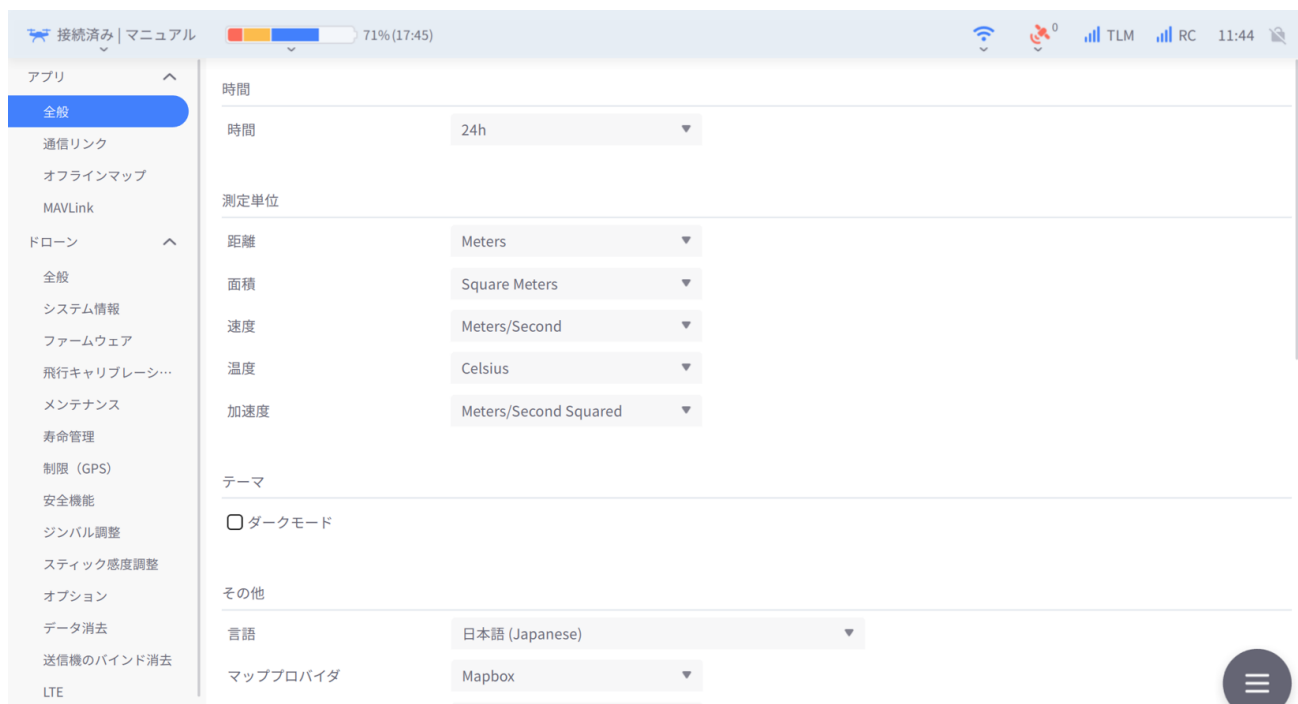 接続済み | マニュアル
71% (17:45)
0
TLM
RC
11:44
アプリ
全般
通信リンク
オフラインマップ
MAVLink
ドローン
全般
システム情報
ファームウェア
飛行キャリブレーシ…
メンテナンス
寿命管理
制限（GPS）
安全機能
ジンバル調整
スティック感度調整
オプション
データ消去
送信機のバインド消去
LTE
時間
時間 24h
測定単位
距離 Meters
面積 Square Meters
速度 Meters/Second
温度 Celsius
加速度 Meters/Second Squared
テーマ
ダークモード
その他
言語 日本語 (Japanese)
マッププロバイダ Mapbox